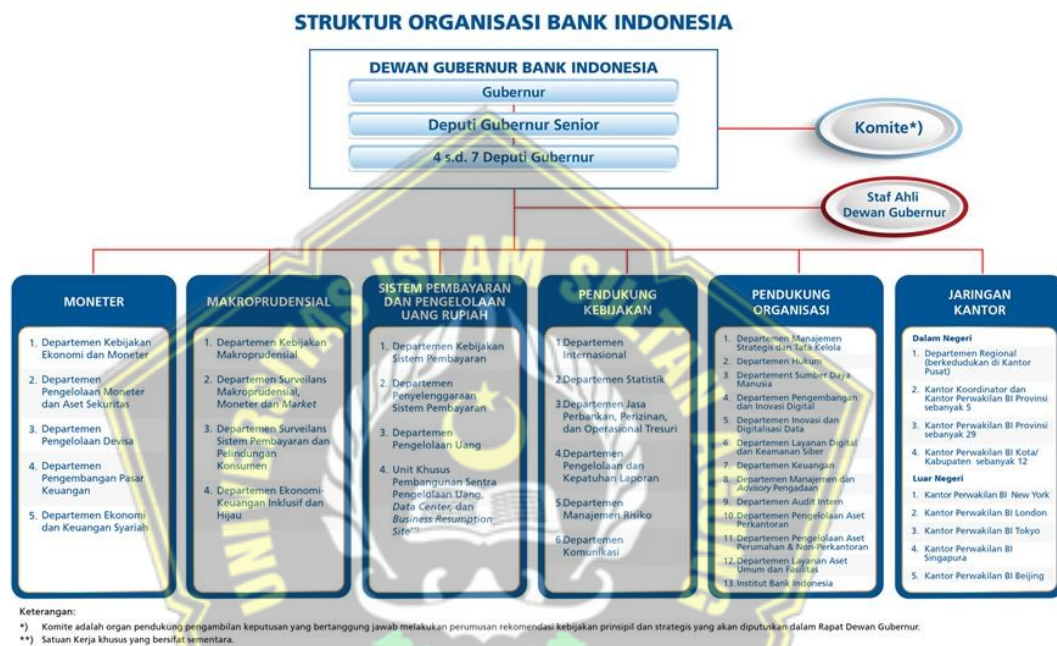 STRUKTUR ORGANISASI BANK INDONESIA
DEWAN GUBERNUR BANK INDONESIA
Gubernur
Deputi Gubernur Senior
4 s.d. 7 Deputi Gubernur
Komite*)
Staf Ahli
Dewan Gubernur
MONETER
1. Departemen Kebijakan
Ekonomi dan Moneter
2. Departemen
Pengelolaan Moneter
dan Aset Sekuritas
3. Departemen
Pengelolaan Devisa
4. Departemen
Pengembangan Pasar
Keuangan
5. Departemen Ekonomi
dan Keuangan Syariah
MAKROPRUDENSIAL
1. Departemen Kebijakan
Makroprudensial
2. Departemen Surveilans
Makroprudensial,
Moneter dan Market
3. Departemen Surveilans
Sistem Pembayaran dan
Pelindungan
Konsumen
4. Departemen Ekonomi-
Keuangan Inklusif dan
Hijau
SISTEM PEMBAYARAN
DAN PENGELOLAAN
UANG RUPIAH
1. Departemen Kebijakan
Sistem Pembayaran
2. Departemen
Penyelenggaraan
Sistem Pembayaran
3. Departemen
Pengelolaan Uang
4. Unit Khusus
Pembangunan Sentra
Pengelolaan Uang,
Data Center, dan
Business Resumption
Site**)
PENDUKUNG
KEBIJAKAN
1.Departemen
Internasional
2.Departemen Statistik
3.Departemen Jasa
Perbankan, Perizinan,
dan Operasional Tresuri
4.Departemen
Pengelolaan dan
Kepatuhan Laporan
5.Departemen
Manajemen Risiko
6.Departemen
Komunikasi
PENDUKUNG
ORGANISASI
1. Departemen Manajemen
Strategis dan Tata Kelola
2. Departemen Hukum
3. Departement Sumber Daya
Manusia
4. Departemen Pengembangan
dan Inovasi Digital
5. Departemen Inovasi dan
Digitalisasi Data
6. Departemen Layanan Digital
dan Keamanan Siber
7. Departemen Keuangan
8. Departemen Manajemen dan
Advisory Pengadaan
9. Departemen Audit Intern
10. Departemen Pengelolaan Aset
Perkantoran
11. Departemen Pengelolaan Aset
Perumahan & Non-Perkantoran
12. Departemen Layanan Aset
Umum dan Fasilitas
13. Institut Bank Indonesia
JARINGAN
KANTOR
Dalam Negeri
1. Departemen Regional
(berkedudukan di Kantor
Pusat)
2. Kantor Koordinator dan
Kantor Perwakilan BI Provinsi
sebanyak 5
3. Kantor Perwakilan BI Provinsi
sebanyak 29
4. Kantor Perwakilan BI Kota/
Kabupaten sebanyak 12
Luar Negeri
1. Kantor Perwakilan BI New York
2. Kantor Perwakilan BI London
3. Kantor Perwakilan BI Tokyo
4. Kantor Perwakilan BI
Singapura
5. Kantor Perwakilan BI Beijing
Keterangan:
*) Komite adalah organ pendukung pengambilan keputusan yang bertanggung jawab melakukan perumusan rekomendasi kebijakan prinsipil dan strategis yang akan diputuskan dalam Rapat Dewan Gubernur.
**) Satuan Kerja khusus yang bersifat sementara.
UNIVERSITAS ISLAM SULTAN AGUNG